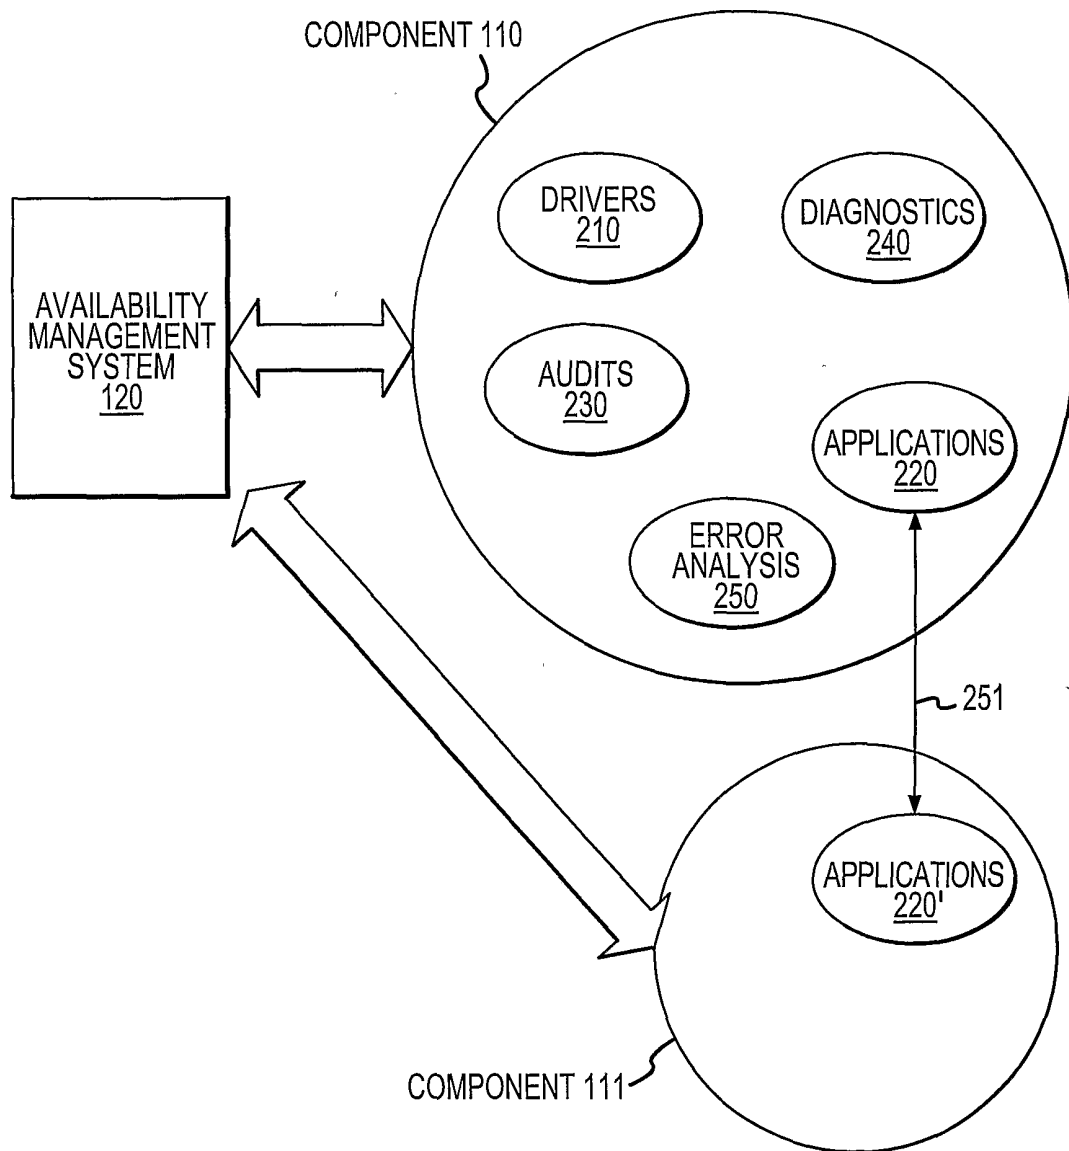 COMPONENT 110
DRIVERS
210
DIAGNOSTICS
240
AVAILABILITY
MANAGEMENT
SYSTEM
120
AUDITS
230
APPLICATIONS
220
ERROR
ANALYSIS
250
251
APPLICATIONS
220'
COMPONENT 111